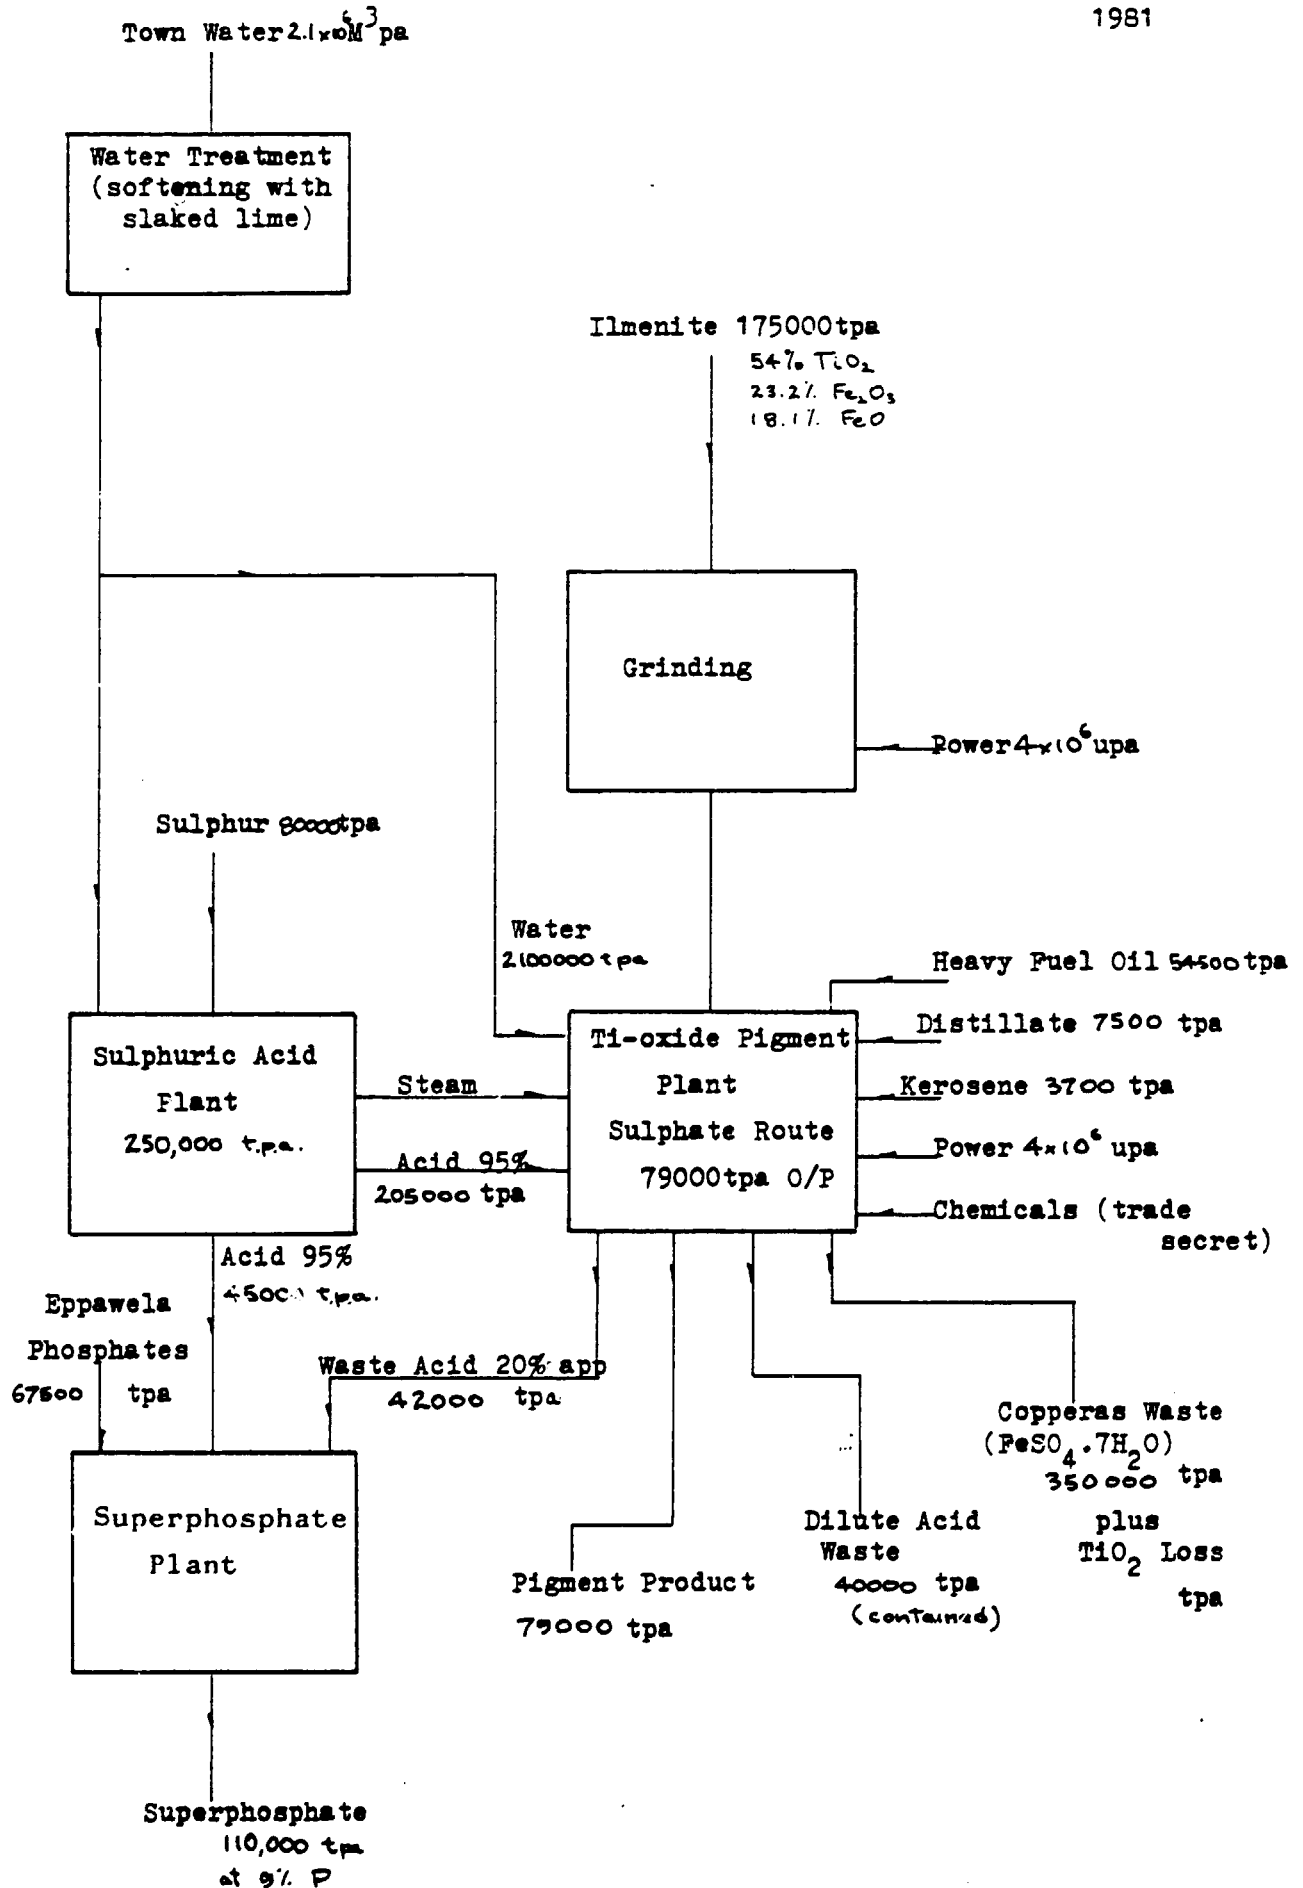 1981
Town Water 2.1x10⁶M³pa
Water Treatment
(softening with
slaked lime)
Ilmenite 175000tpa
54% TiO₂
23.2% Fe₂O₃
18.1% FeO
Grinding
Power 4x10⁶ upa
Sulphur 80000tpa
Water
2100000 tpa
Heavy Fuel Oil 54500tpa
Distillate 7500 tpa
Kerosene 3700 tpa
Power 4x10⁶ upa
Chemicals (trade
secret)
Ti-oxide Pigment
Plant
Sulphate Route
79000tpa O/P
Sulphuric Acid
Plant
250,000 t.p.a.
Steam
Acid 95%
205000 tpa
Acid 95%
t.p.a.
Eppawela
Phosphates
67500 tpa
Waste Acid 20% app
42000 tpa
Superphosphate
Plant
Copperas Waste
(FeSO₄.7H₂O)
350000 tpa
plus
TiO₂ Loss
tpa
Dilute Acid
Waste
40000 tpa
(contained)
Pigment Product
79000 tpa
Superphosphate
110,000 tpa
at 9% P